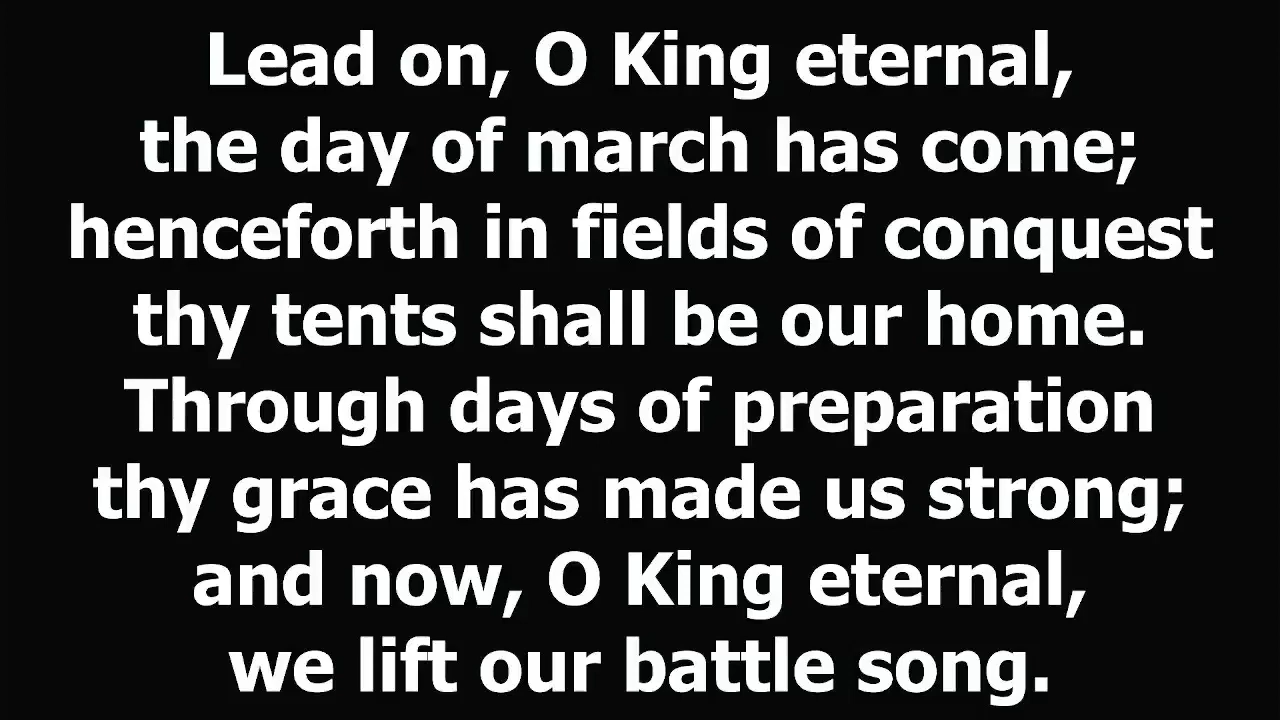 Lead on, O King eternal,
the day of march has come;
henceforth in fields of conquest
thy tents shall be our home.
Through days of preparation
thy grace has made us strong;
and now, O King eternal,
we lift our battle song.